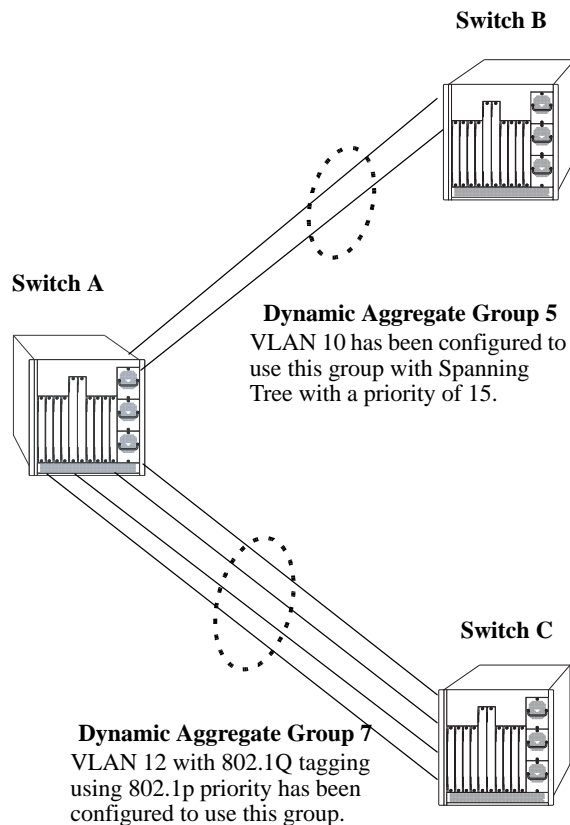 Switch B
Switch A
Dynamic Aggregate Group 5
VLAN 10 has been configured to
use this group with Spanning
Tree with a priority of 15.
Switch C
Dynamic Aggregate Group 7
VLAN 12 with 802.1Q tagging
using 802.1p priority has been
configured to use this group.